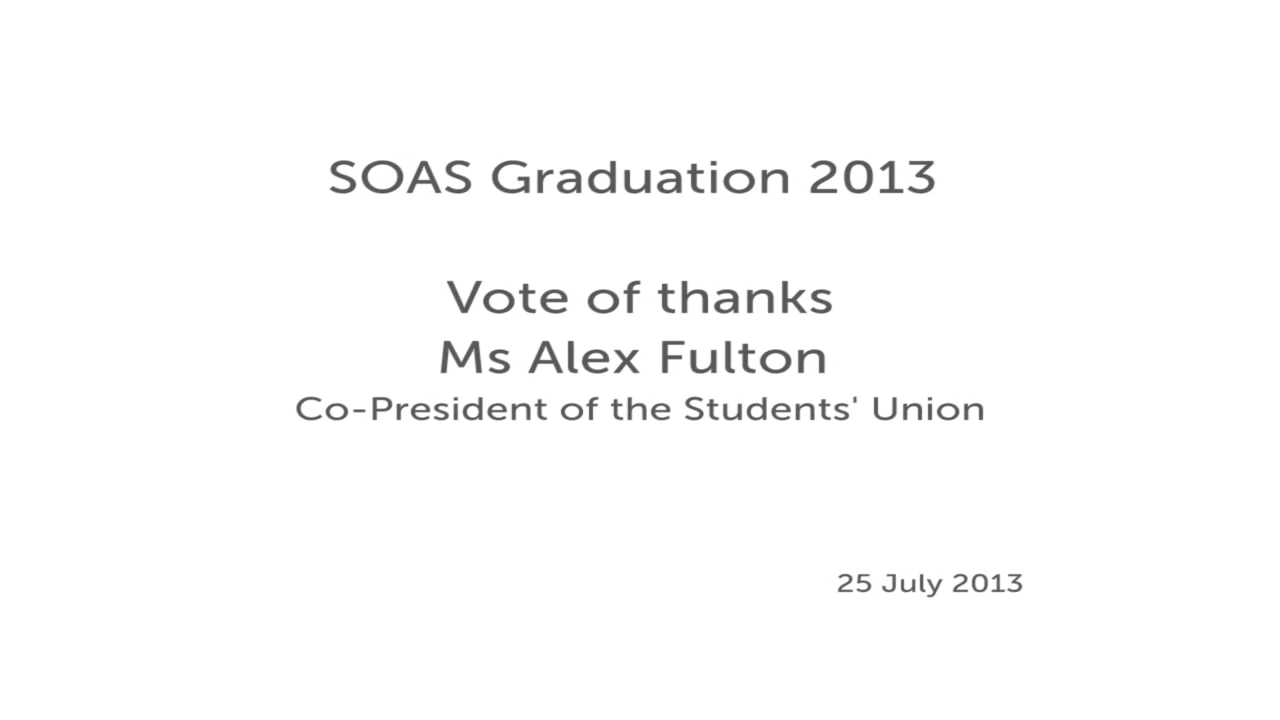 SOAS Graduation 2013
Vote of thanks
Ms Alex Fulton
Co-President of the Students' Union
25 July 2013